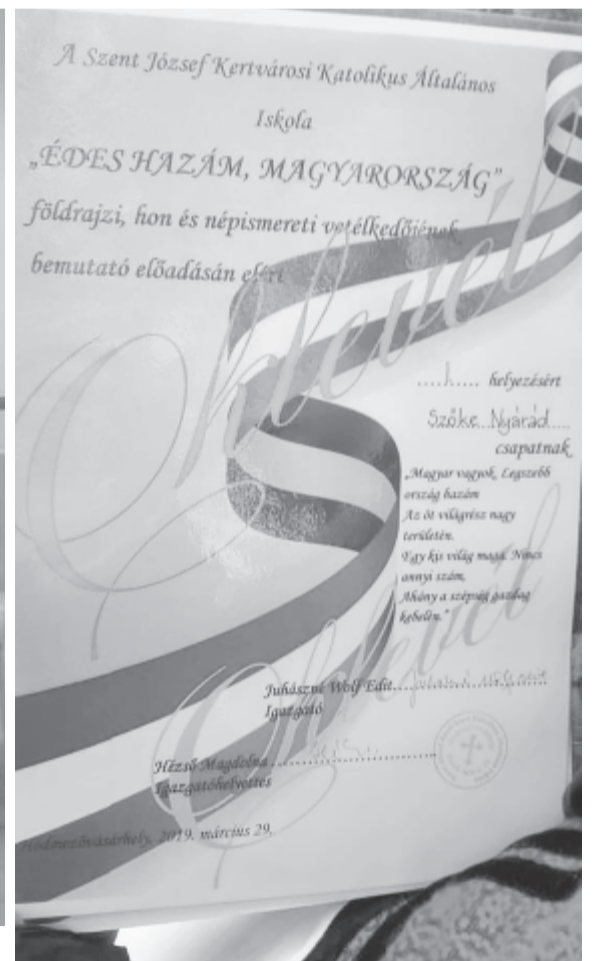 A Szent József Kertvárosi Katolikus Általános
Iskola
„ÉDES HAZÁM, MAGYARORSZÁG”
földrajzi, hon és népismereti vetélkedőjének,
bemutató előadásán elért
Oklevél
....I.... helyezésért
Szőke Nyárád
csapatnak
„Magyar vagyok. Legszebb
ország hazám
Az öt világrész nagy
területén.
Egy kis világ maga. Nincs
annyi szám,
Ahány a szépség gazdag
kebelén.”
Oklevél
Juhászné Wolf Edit
Igazgató
Hézső Magdolna
Igazgatóhelyettes
Hódmezővásárhely, 2019. március 29.